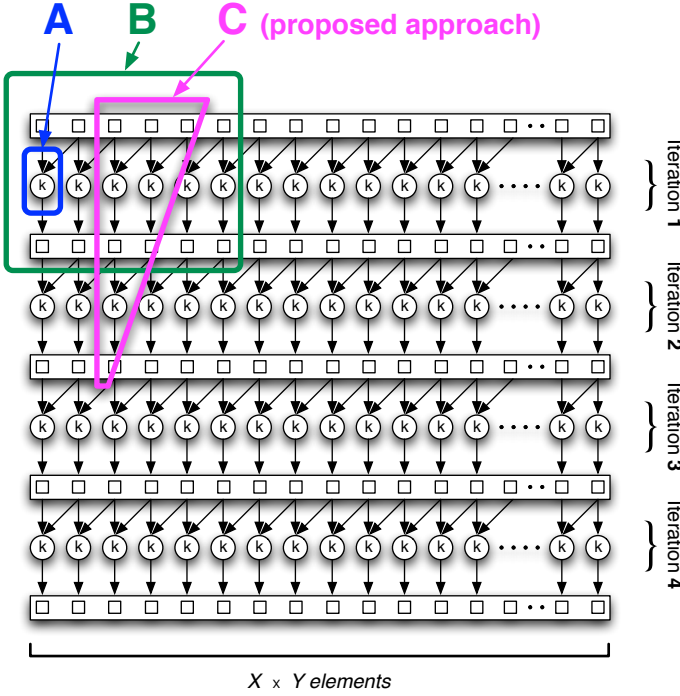 A B C (proposed approach)
k k k k k k k k k k k k k · · · · k k
Iteration 1
k k k k k k k k k k k k k · · · · k k
Iteration 2
k k k k k k k k k k k k k · · · · k k
Iteration 3
k k k k k k k k k k k k k · · · · k k
Iteration 4
X x Y elements